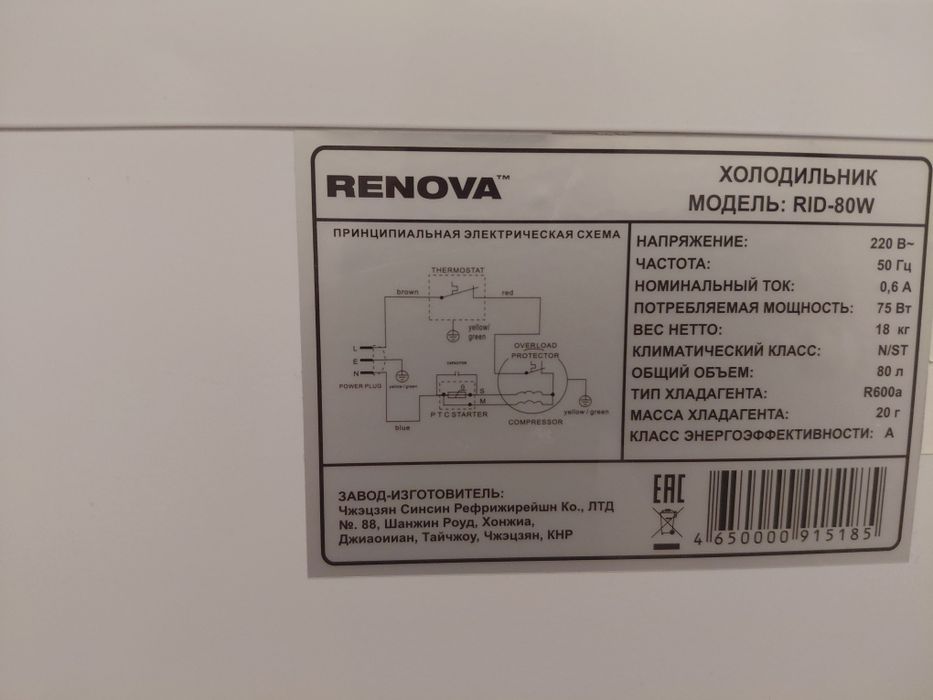 RENOVA™
ХОЛОДИЛЬНИК
МОДЕЛЬ: RID-80W
ПРИНЦИПИАЛЬНАЯ ЭЛЕКТРИЧЕСКАЯ СХЕМА
THERMOSTAT
brown
red
yellow/
green
OVERLOAD
PROTECTOR
L
E
N
POWER PLUG
yellow/green
CAPACITOR
S
M
P T C STARTER
blue
COMPRESSOR
yellow / green
НАПРЯЖЕНИЕ: 220 В~
ЧАСТОТА: 50 Гц
НОМИНАЛЬНЫЙ ТОК: 0,6 А
ПОТРЕБЛЯЕМАЯ МОЩНОСТЬ: 75 Вт
ВЕС НЕТТО: 18 кг
КЛИМАТИЧЕСКИЙ КЛАСС: N/ST
ОБЩИЙ ОБЪЕМ: 80 л
ТИП ХЛАДАГЕНТА: R600a
МАССА ХЛАДАГЕНТА: 20 г
КЛАСС ЭНЕРГОЭФФЕКТИВНОСТИ: А
ЗАВОД-ИЗГОТОВИТЕЛЬ:
Чжэцзян Синсин Рефрижирейшн Ко., ЛТД
№. 88, Шанжин Роуд, Хонжиа,
Джиаоииан, Тайчжоу, Чжэцзян, КНР
EAC
4 650000 915185